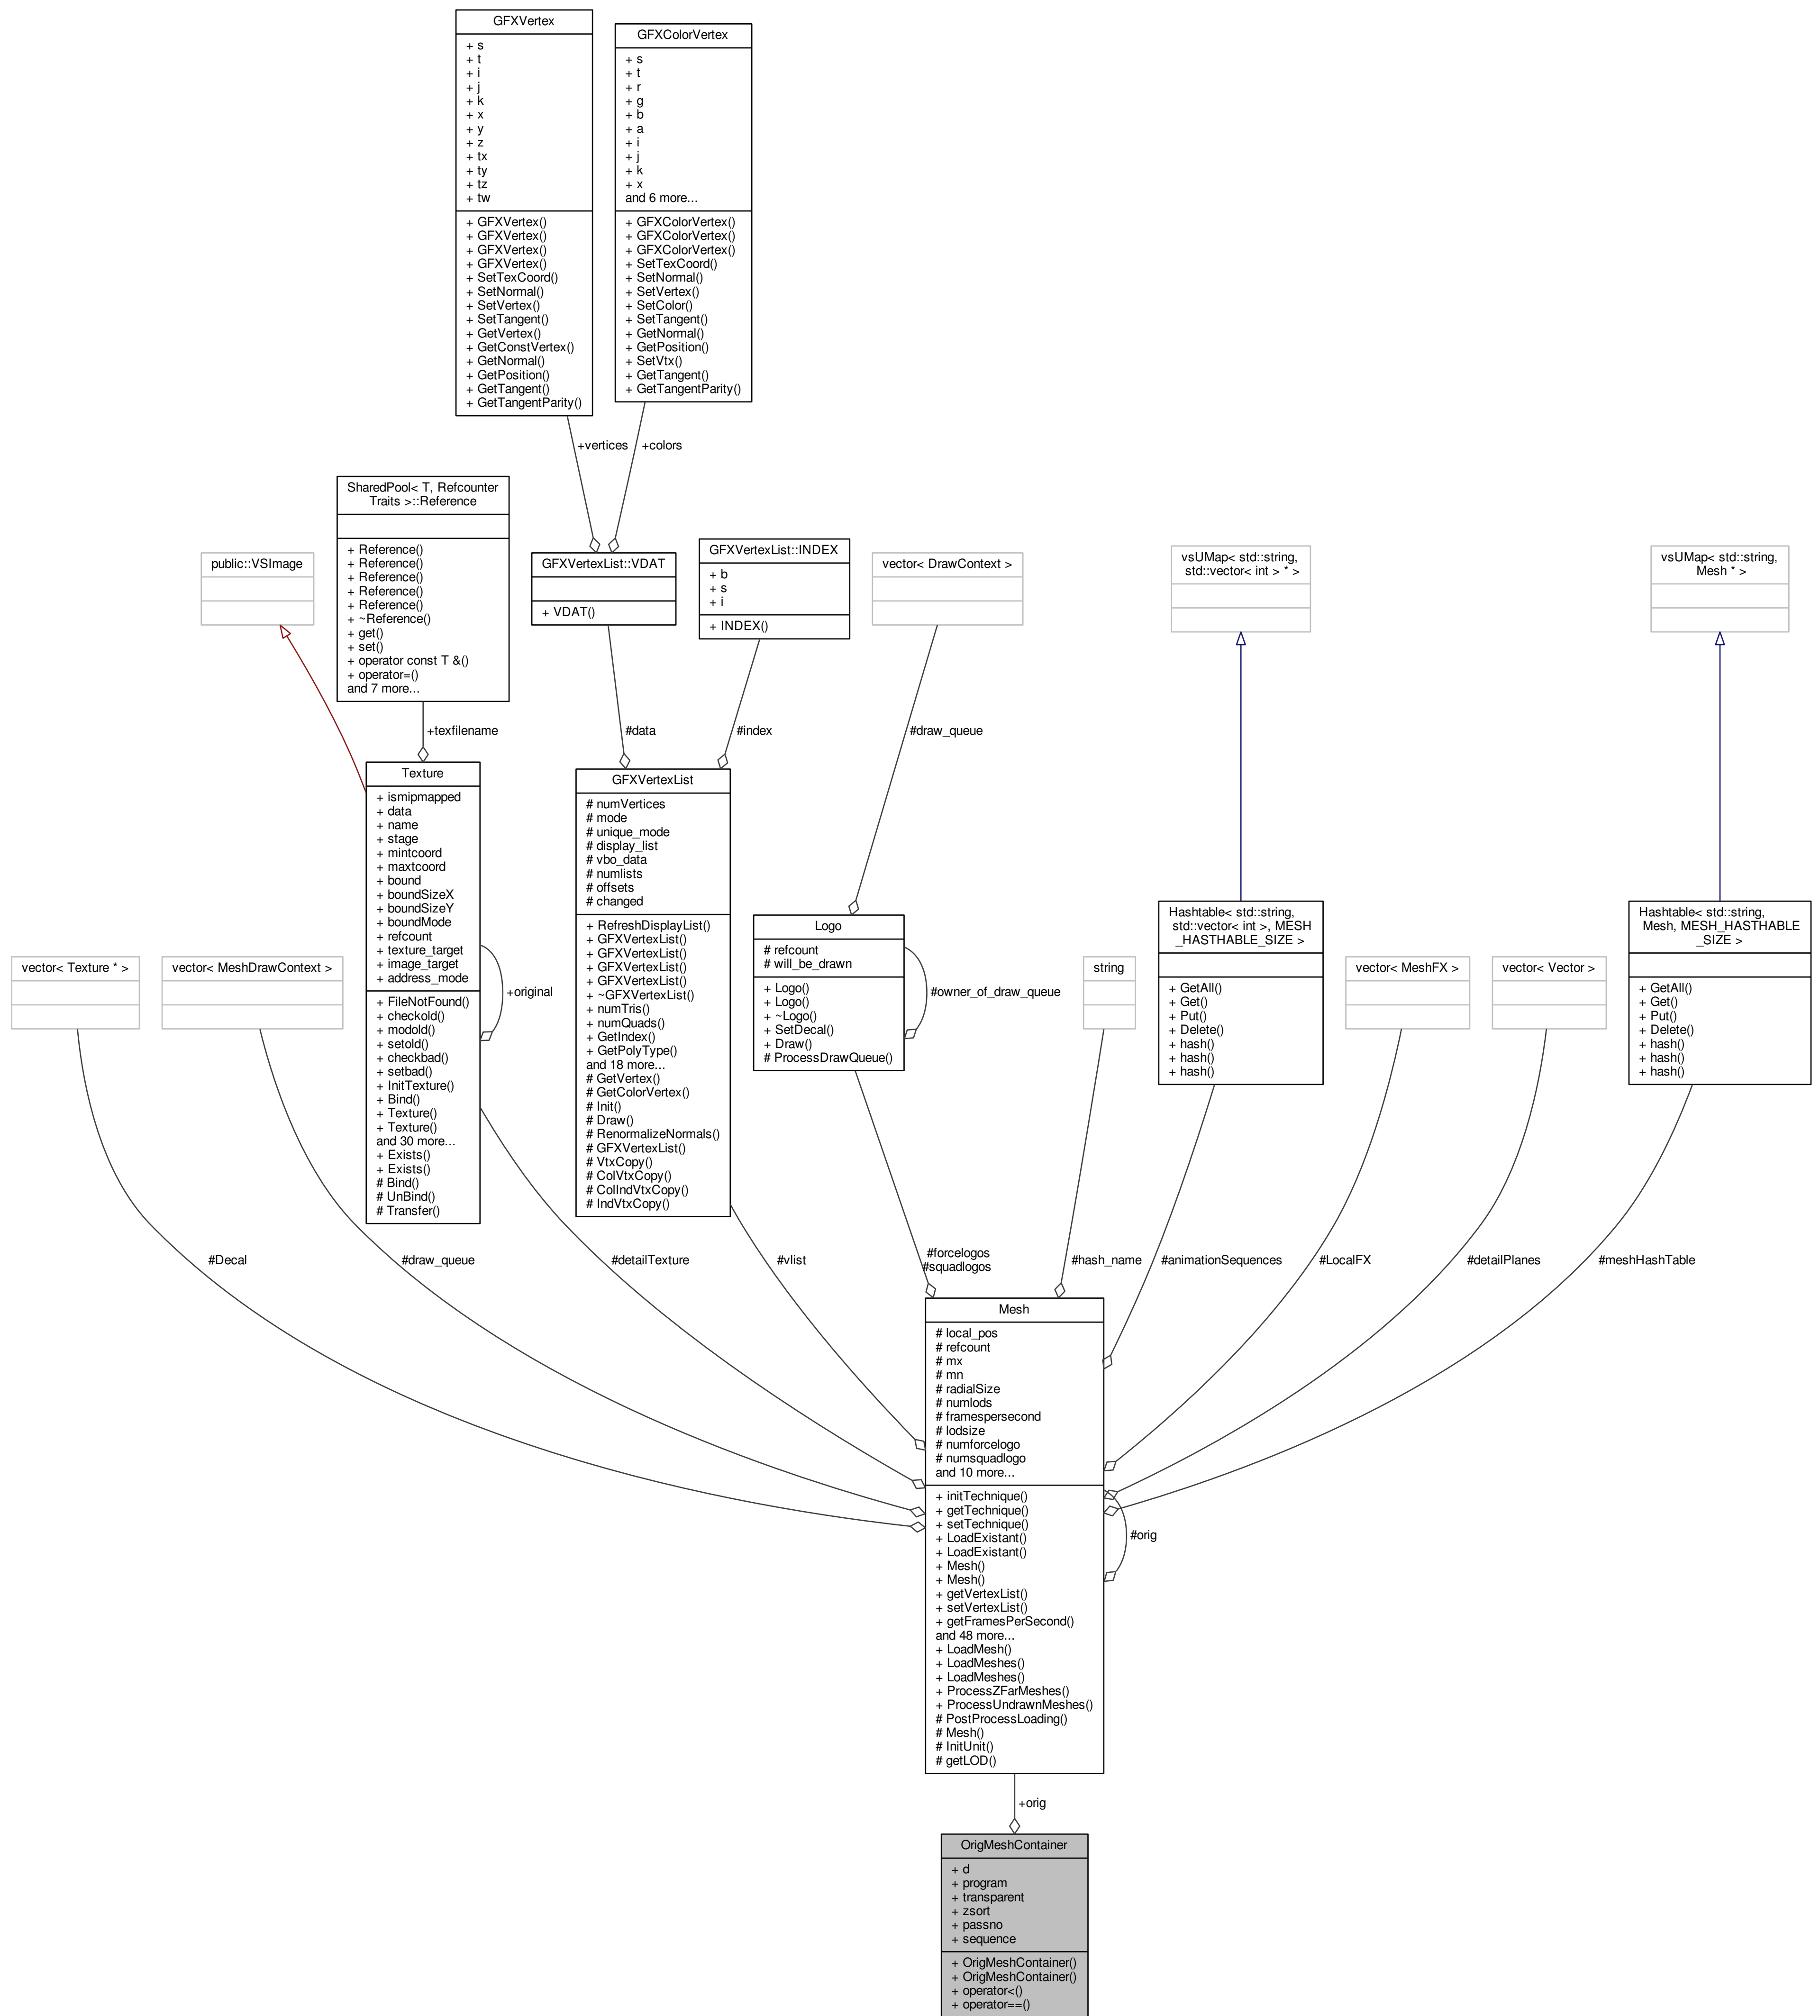 GFXVertex
+ s
+ t
+ i
+ j
+ k
+ x
+ y
+ z
+ tx
+ ty
+ tz
+ tw
+ GFXVertex()
+ GFXVertex()
+ GFXVertex()
+ GFXVertex()
+ SetTexCoord()
+ SetNormal()
+ SetVertex()
+ SetTangent()
+ GetVertex()
+ GetConstVertex()
+ GetNormal()
+ GetPosition()
+ GetTangent()
+ GetTangentParity()
GFXColorVertex
+ s
+ t
+ r
+ g
+ b
+ a
+ i
+ j
+ k
+ x
and 6 more...
+ GFXColorVertex()
+ GFXColorVertex()
+ GFXColorVertex()
+ SetTexCoord()
+ SetNormal()
+ SetVertex()
+ SetColor()
+ SetTangent()
+ GetNormal()
+ GetPosition()
+ SetVtx()
+ GetTangent()
+ GetTangentParity()
+vertices
+colors
public::VSImage
SharedPool< T, Refcounter
Traits >::Reference
+ Reference()
+ Reference()
+ Reference()
+ Reference()
+ Reference()
+ ~Reference()
+ get()
+ set()
+ operator const T &()
+ operator=()
and 7 more...
GFXVertexList::VDAT
+ VDAT()
GFXVertexList::INDEX
+ b
+ s
+ i
+ INDEX()
vector< DrawContext >
vsUMap< std::string,
std::vector< int > * >
vsUMap< std::string,
Mesh * >
+texfilename
#data
#index
#draw_queue
Texture
+ ismipmapped
+ data
+ name
+ stage
+ mintcoord
+ maxtcoord
+ bound
+ boundSizeX
+ boundSizeY
+ boundMode
+ refcount
+ texture_target
+ image_target
+ address_mode
+ FileNotFound()
+ checkold()
+ modold()
+ setold()
+ checkbad()
+ setbad()
+ InitTexture()
+ Bind()
+ Texture()
+ Texture()
and 30 more...
+ Exists()
+ Exists()
# Bind()
# UnBind()
# Transfer()
+original
GFXVertexList
# numVertices
# mode
# unique_mode
# display_list
# vbo_data
# numlists
# offsets
# changed
+ RefreshDisplayList()
+ GFXVertexList()
+ GFXVertexList()
+ GFXVertexList()
+ GFXVertexList()
+ ~GFXVertexList()
+ numTris()
+ numQuads()
+ GetIndex()
+ GetPolyType()
and 18 more...
# GetVertex()
# GetColorVertex()
# Init()
# Draw()
# RenormalizeNormals()
# GFXVertexList()
# VtxCopy()
# ColVtxCopy()
# ColIndVtxCopy()
# IndVtxCopy()
Logo
# refcount
# will_be_drawn
+ Logo()
+ Logo()
+ ~Logo()
+ SetDecal()
+ Draw()
# ProcessDrawQueue()
#owner_of_draw_queue
vector< Texture * >
vector< MeshDrawContext >
string
Hashtable< std::string,
std::vector< int >, MESH
_HASTHABLE_SIZE >
+ GetAll()
+ Get()
+ Put()
+ Delete()
+ hash()
+ hash()
+ hash()
vector< MeshFX >
vector< Vector >
Hashtable< std::string,
Mesh, MESH_HASTHABLE
_SIZE >
+ GetAll()
+ Get()
+ Put()
+ Delete()
+ hash()
+ hash()
+ hash()
#Decal
#draw_queue
#detailTexture
#vlist
#forcelogos
#squadlogos
#hash_name
#animationSequences
#LocalFX
#detailPlanes
#meshHashTable
Mesh
# local_pos
# refcount
# mx
# mn
# radialSize
# numlods
# framespersecond
# lodsize
# numforcelogo
# numsquadlogo
and 10 more...
+ initTechnique()
+ getTechnique()
+ setTechnique()
+ LoadExistant()
+ LoadExistant()
+ Mesh()
+ Mesh()
+ getVertexList()
+ setVertexList()
+ getFramesPerSecond()
and 48 more...
+ LoadMesh()
+ LoadMeshes()
+ LoadMeshes()
+ ProcessZFarMeshes()
+ ProcessUndrawnMeshes()
# PostProcessLoading()
# Mesh()
# InitUnit()
# getLOD()
#orig
+orig
OrigMeshContainer
+ d
+ program
+ transparent
+ zsort
+ passno
+ sequence
+ OrigMeshContainer()
+ OrigMeshContainer()
+ operator<()
+ operator==()